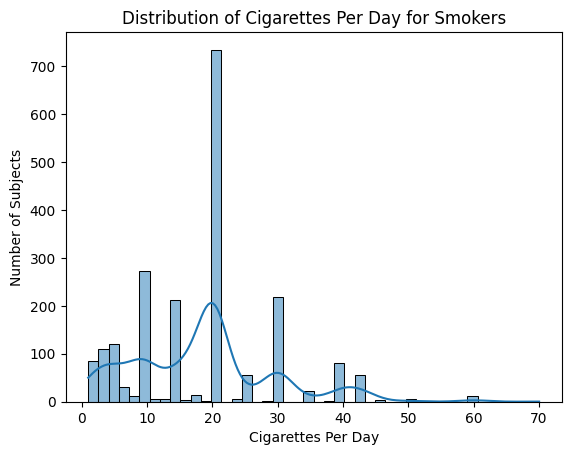 Distribution of Cigarettes Per Day for Smokers
700
600
500
400
300
200
100
0
Number of Subjects
0 10 20 30 40 50 60 70
Cigarettes Per Day